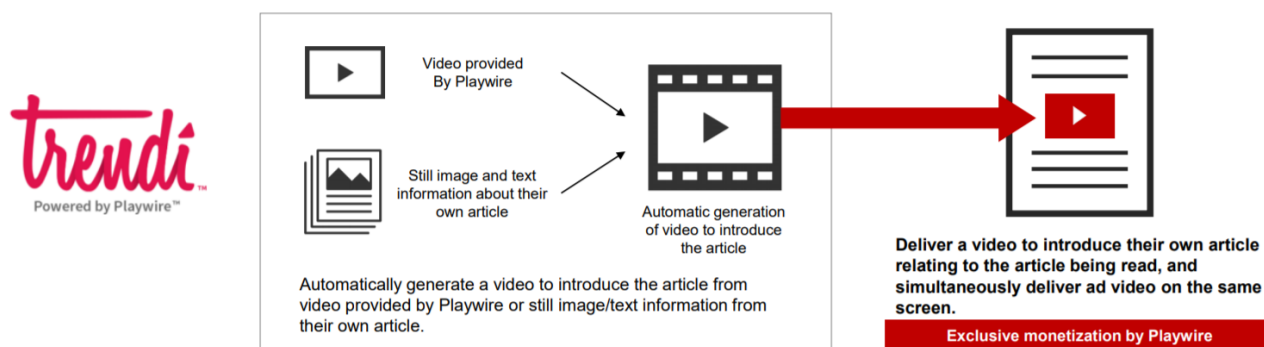 trendi™
Powered by Playwire™
Video provided
By Playwire
Still image and text
information about their
own article
Automatic generation
of video to introduce
the article
Automatically generate a video to introduce the article from
video provided by Playwire or still image/text information from
their own article.
Deliver a video to introduce their own article
relating to the article being read, and
simultaneously deliver ad video on the same
screen.
Exclusive monetization by Playwire